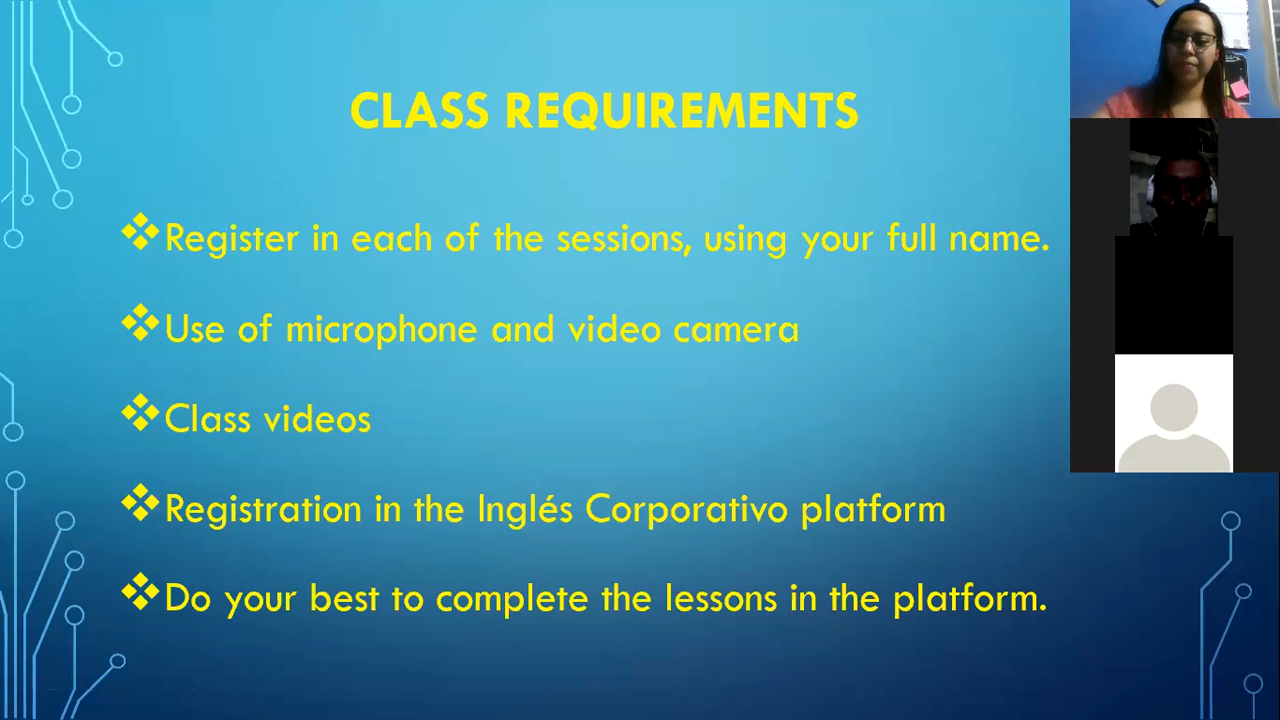 CLASS REQUIREMENTS
Register in each of the sessions, using your full name.
Use of microphone and video camera
Class videos
Registration in the Inglés Corporativo platform
Do your best to complete the lessons in the platform.